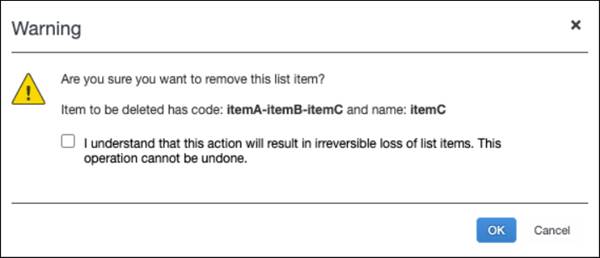 Warning
Are you sure you want to remove this list item?
Item to be deleted has code: itemA-itemB-itemC and name: itemC
I understand that this action will result in irreversible loss of list items. This
operation cannot be undone.
OK Cancel